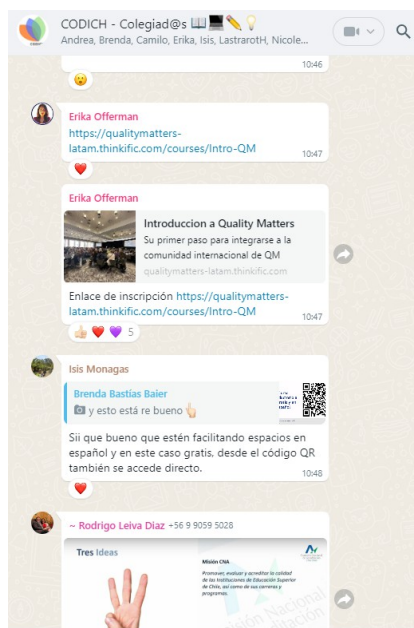 CODICH - Colegiad@s 📖💻✏️💡
Andrea, Brenda, Camilo, Erika, Isis, LastrarotH, Nicole...
10:46
Erika Offerman
https://qualitymatters-
latam.thinkific.com/courses/Intro-QM
10:47
Erika Offerman
Introduccion a Quality Matters
Su primer paso para integrarse a la
comunidad internacional de QM
qualitymatters-latam.thinkific.com
Enlace de inscripción https://qualitymatters-
latam.thinkific.com/courses/Intro-QM
10:47
5
Isis Monagas
Brenda Bastías Baier
y esto está re bueno 👆🏻
Sii que bueno que estén facilitando espacios en
español y en este caso gratis, desde el código QR
también se accede directo.
10:48
~ Rodrigo Leiva Diaz +56 9 9059 5028
Tres Ideas
Misión CNA
Promover, evaluar y acreditar la calidad
de las Instituciones de Educación Superior
de Chile, así como de sus carreras y
programas.